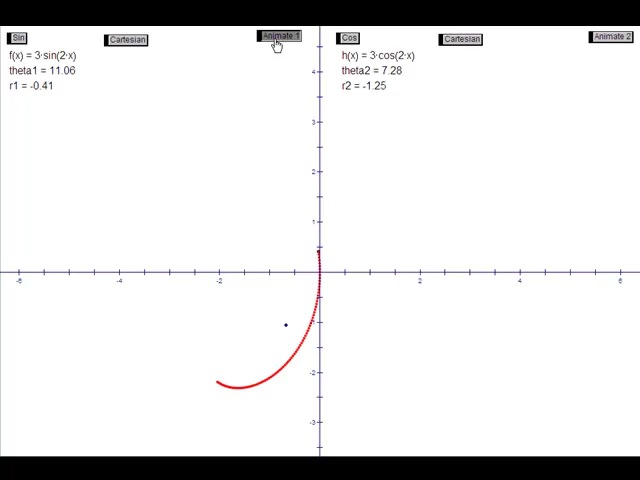 Sin
Cartesian
Animate 1
Cos
Cartesian
Animate 2
f(x) = 3·sin(2·x)
theta1 = 11.06
r1 = -0.41
h(x) = 3·cos(2·x)
theta2 = 7.28
r2 = -1.25
4
3
2
1
-6
-4
-2
2
4
6
-1
-2
-3